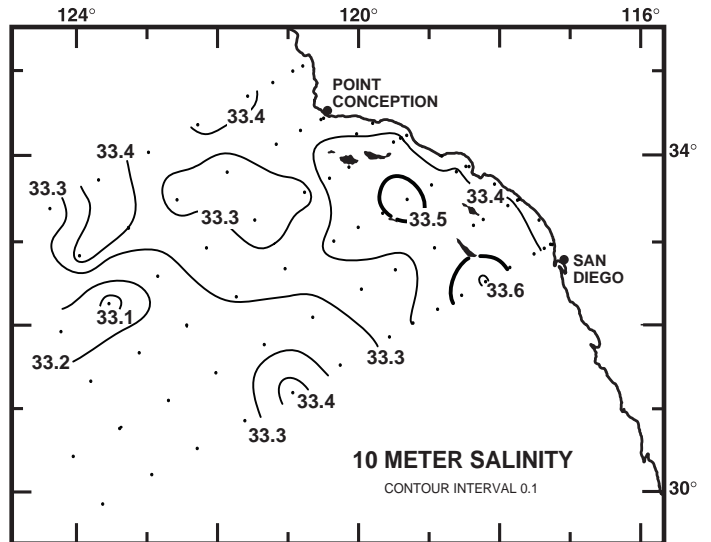 124°
120°
116°
POINT
CONCEPTION
33.4
33.4
34°
33.3
33.4
33.3
33.5
SAN
DIEGO
33.6
33.1
33.2
33.3
33.4
33.3
10 METER SALINITY
CONTOUR INTERVAL 0.1
30°